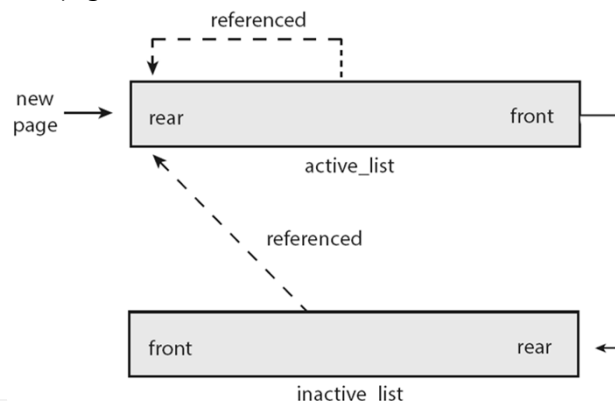 referenced
new
page
rear
front
active_list
referenced
front
rear
inactive_list